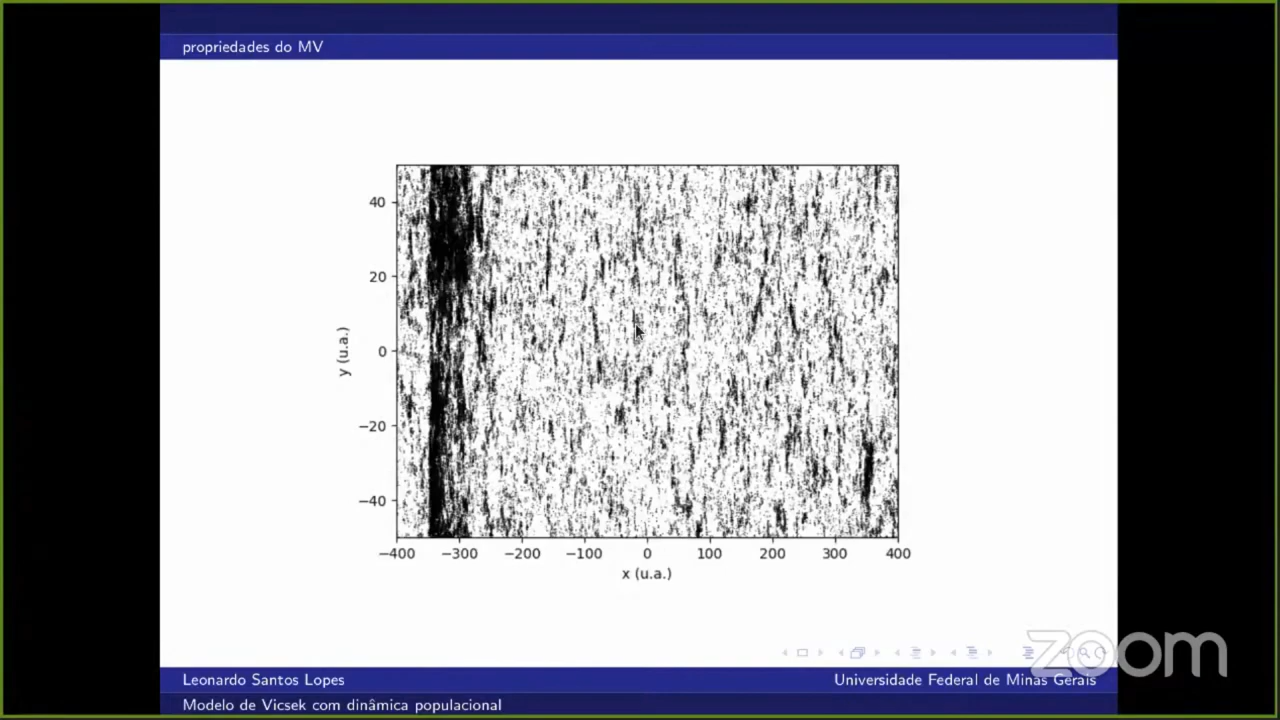 propriedades do MV
40
20
0
−20
−40
y (u.a.)
−400 −300 −200 −100 0 100 200 300 400
x (u.a.)
zoom
Leonardo Santos Lopes Universidade Federal de Minas Gerais
Modelo de Vicsek com dinâmica populacional